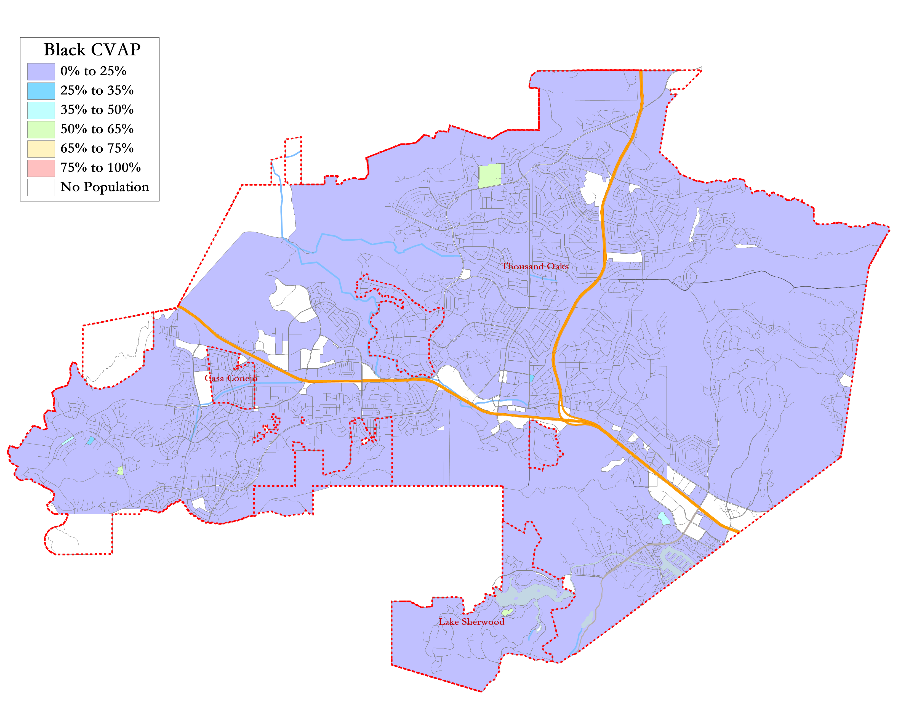 Black CVAP
0% to 25%
25% to 35%
35% to 50%
50% to 65%
65% to 75%
75% to 100%
No Population
Thousand Oaks
Casa Conejo
Lake Sherwood